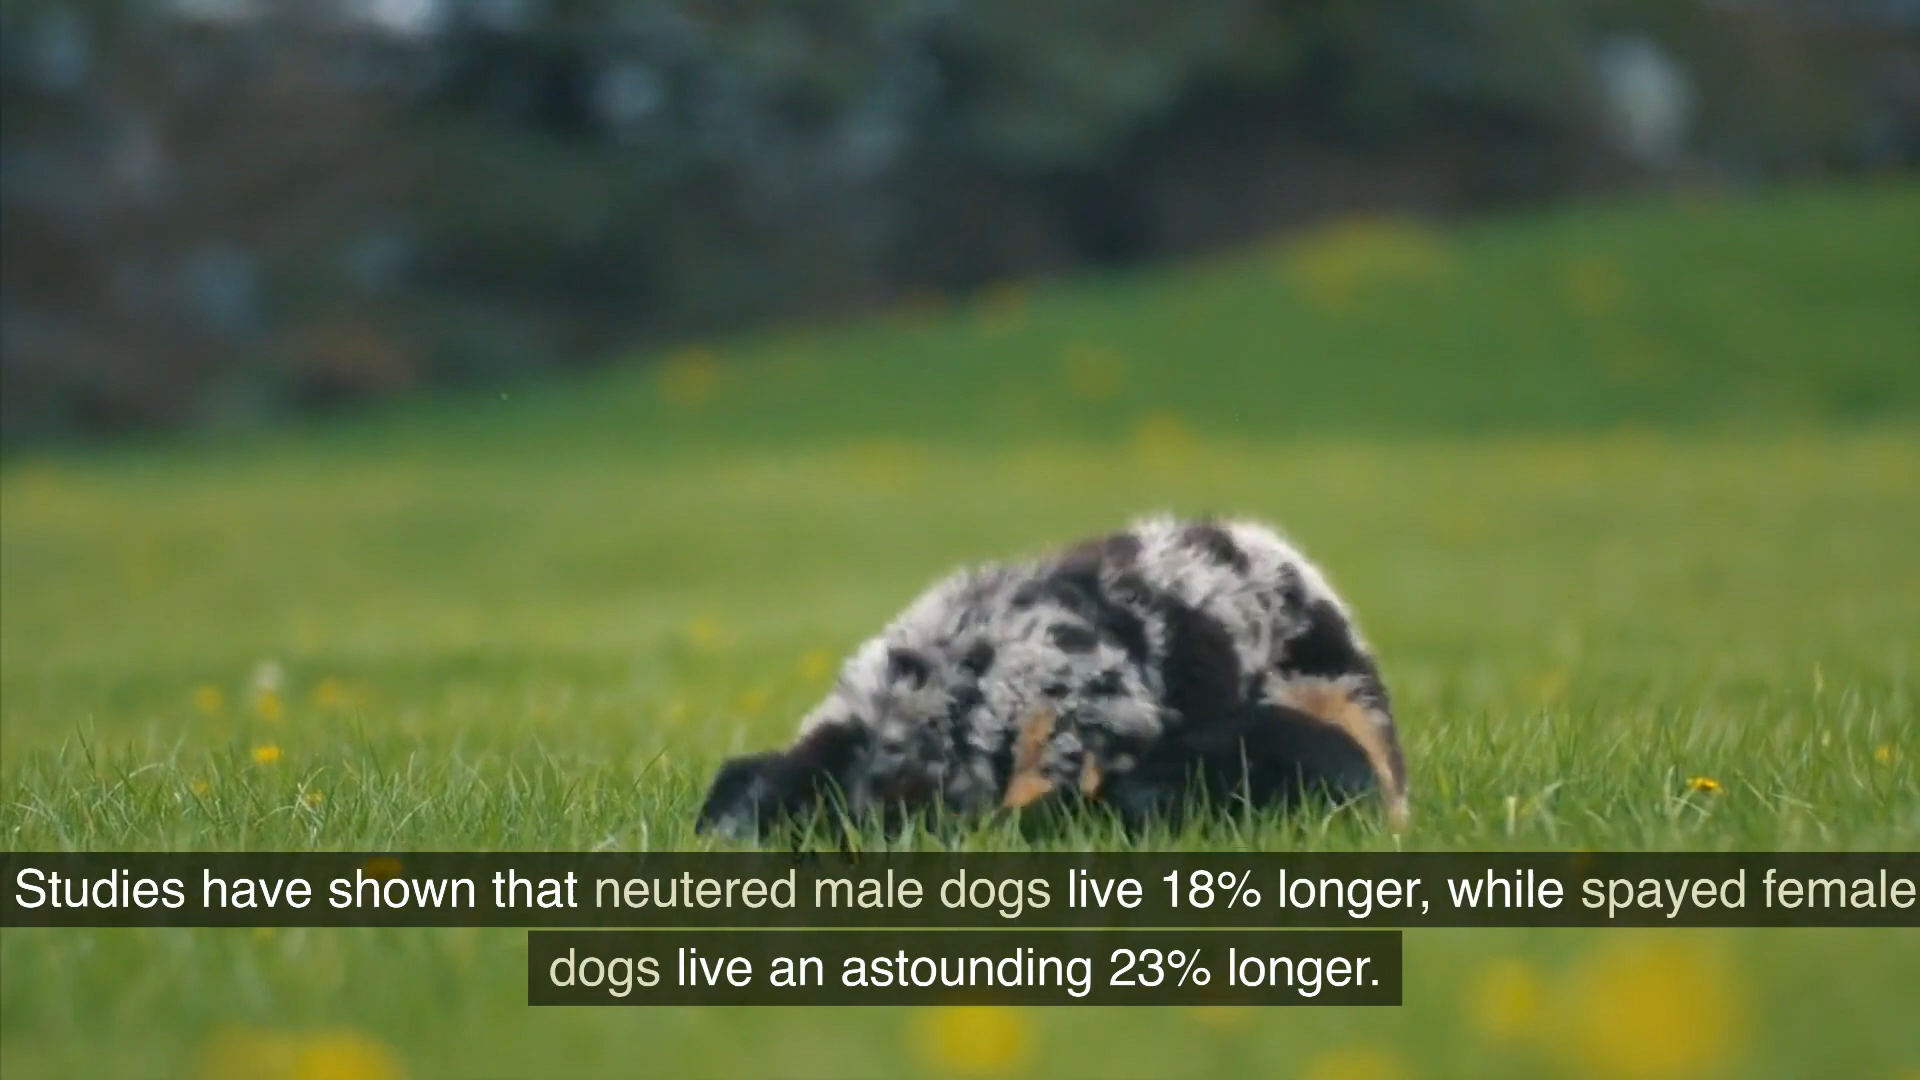 Studies have shown that neutered male dogs live 18% longer, while spayed female
dogs live an astounding 23% longer.